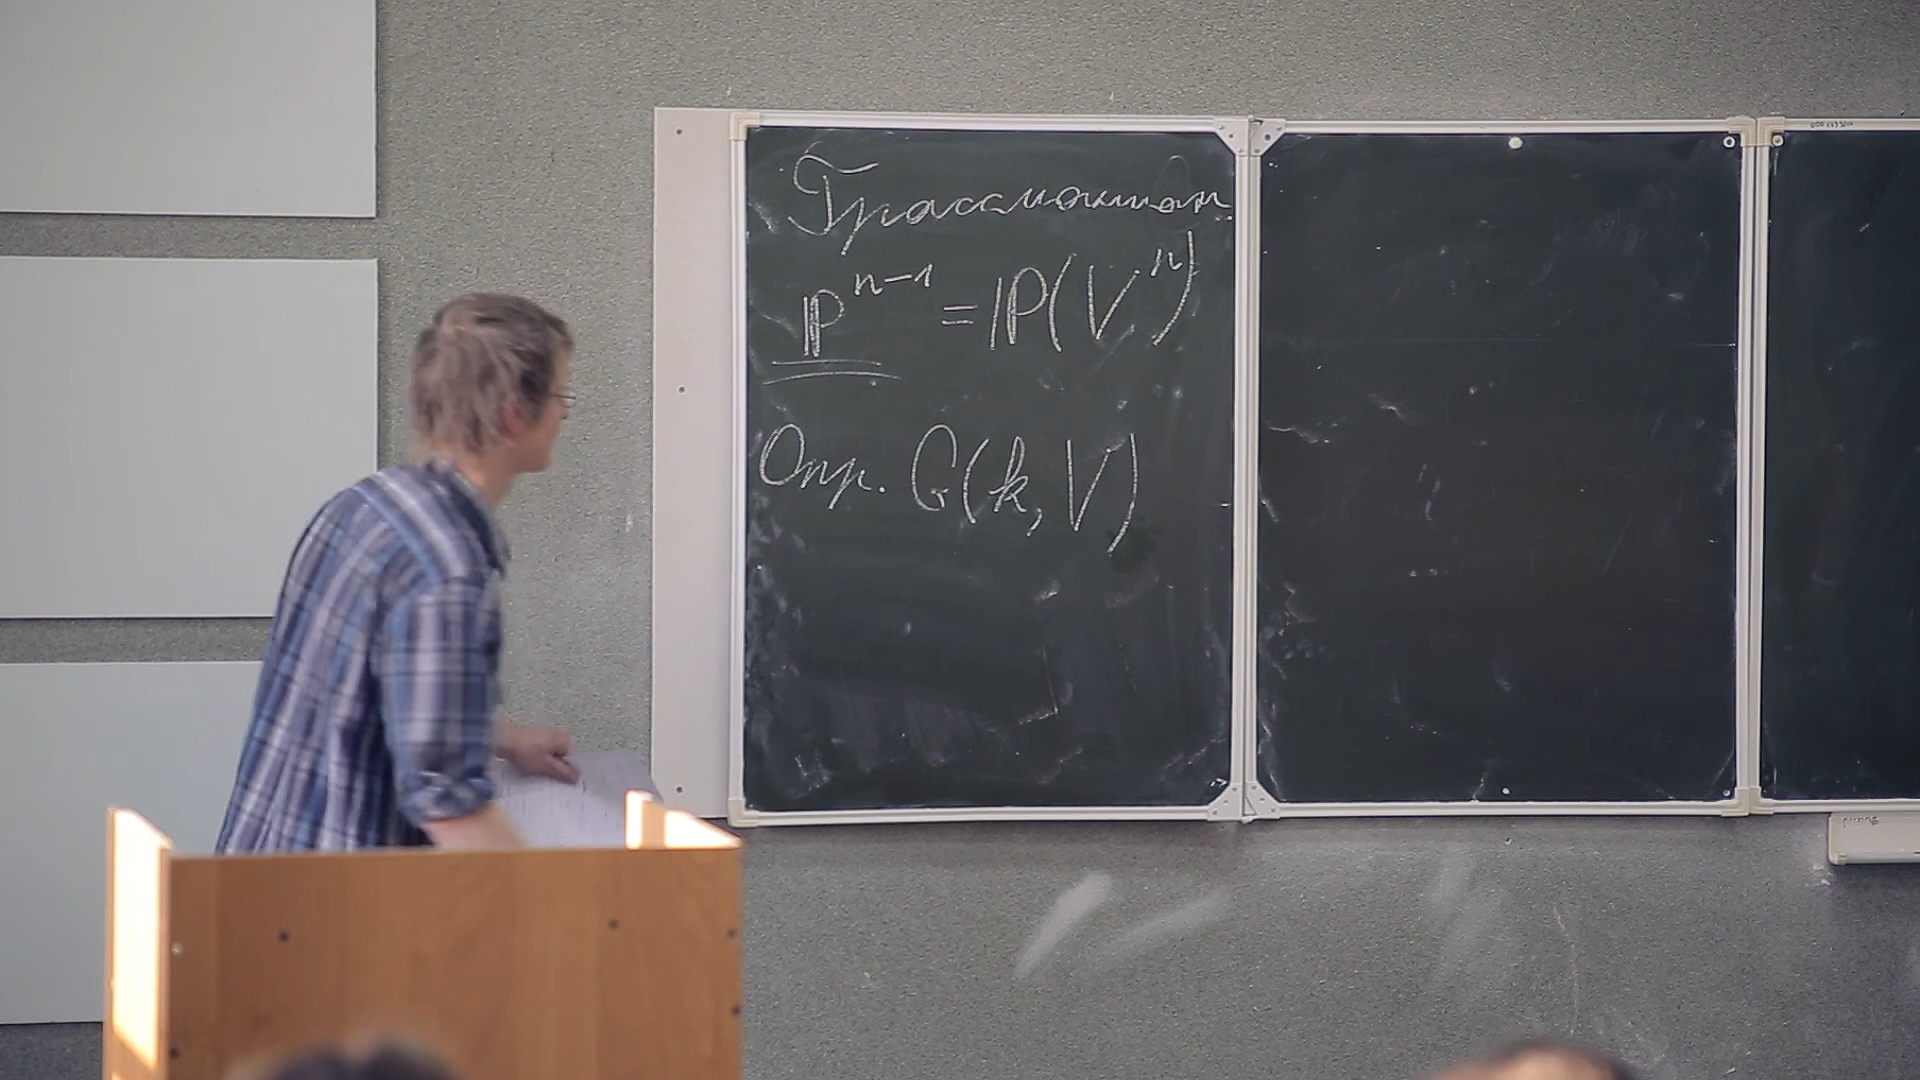 Грассманиан
ℙⁿ⁻¹ = ℙ(Vⁿ)
Опр. G(k, V)